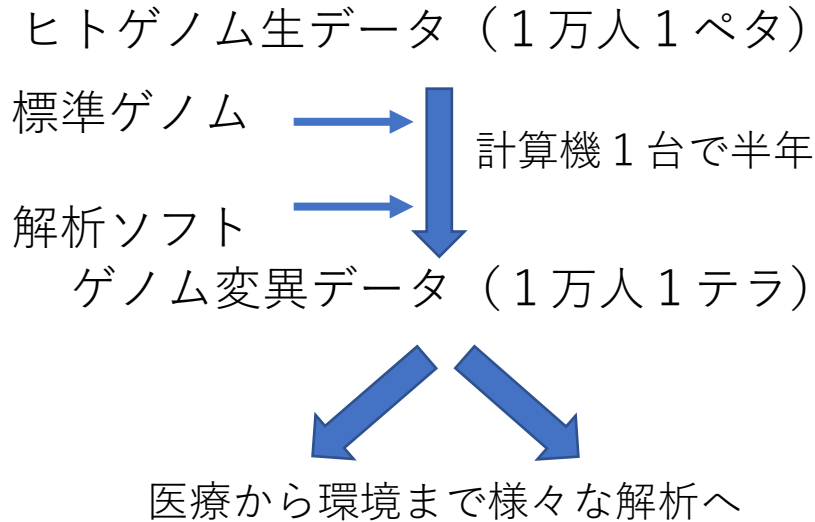 ヒトゲノム生データ（１万人１ペタ）
標準ゲノム
計算機１台で半年
解析ソフト
ゲノム変異データ（１万人１テラ）
医療から環境まで様々な解析へ